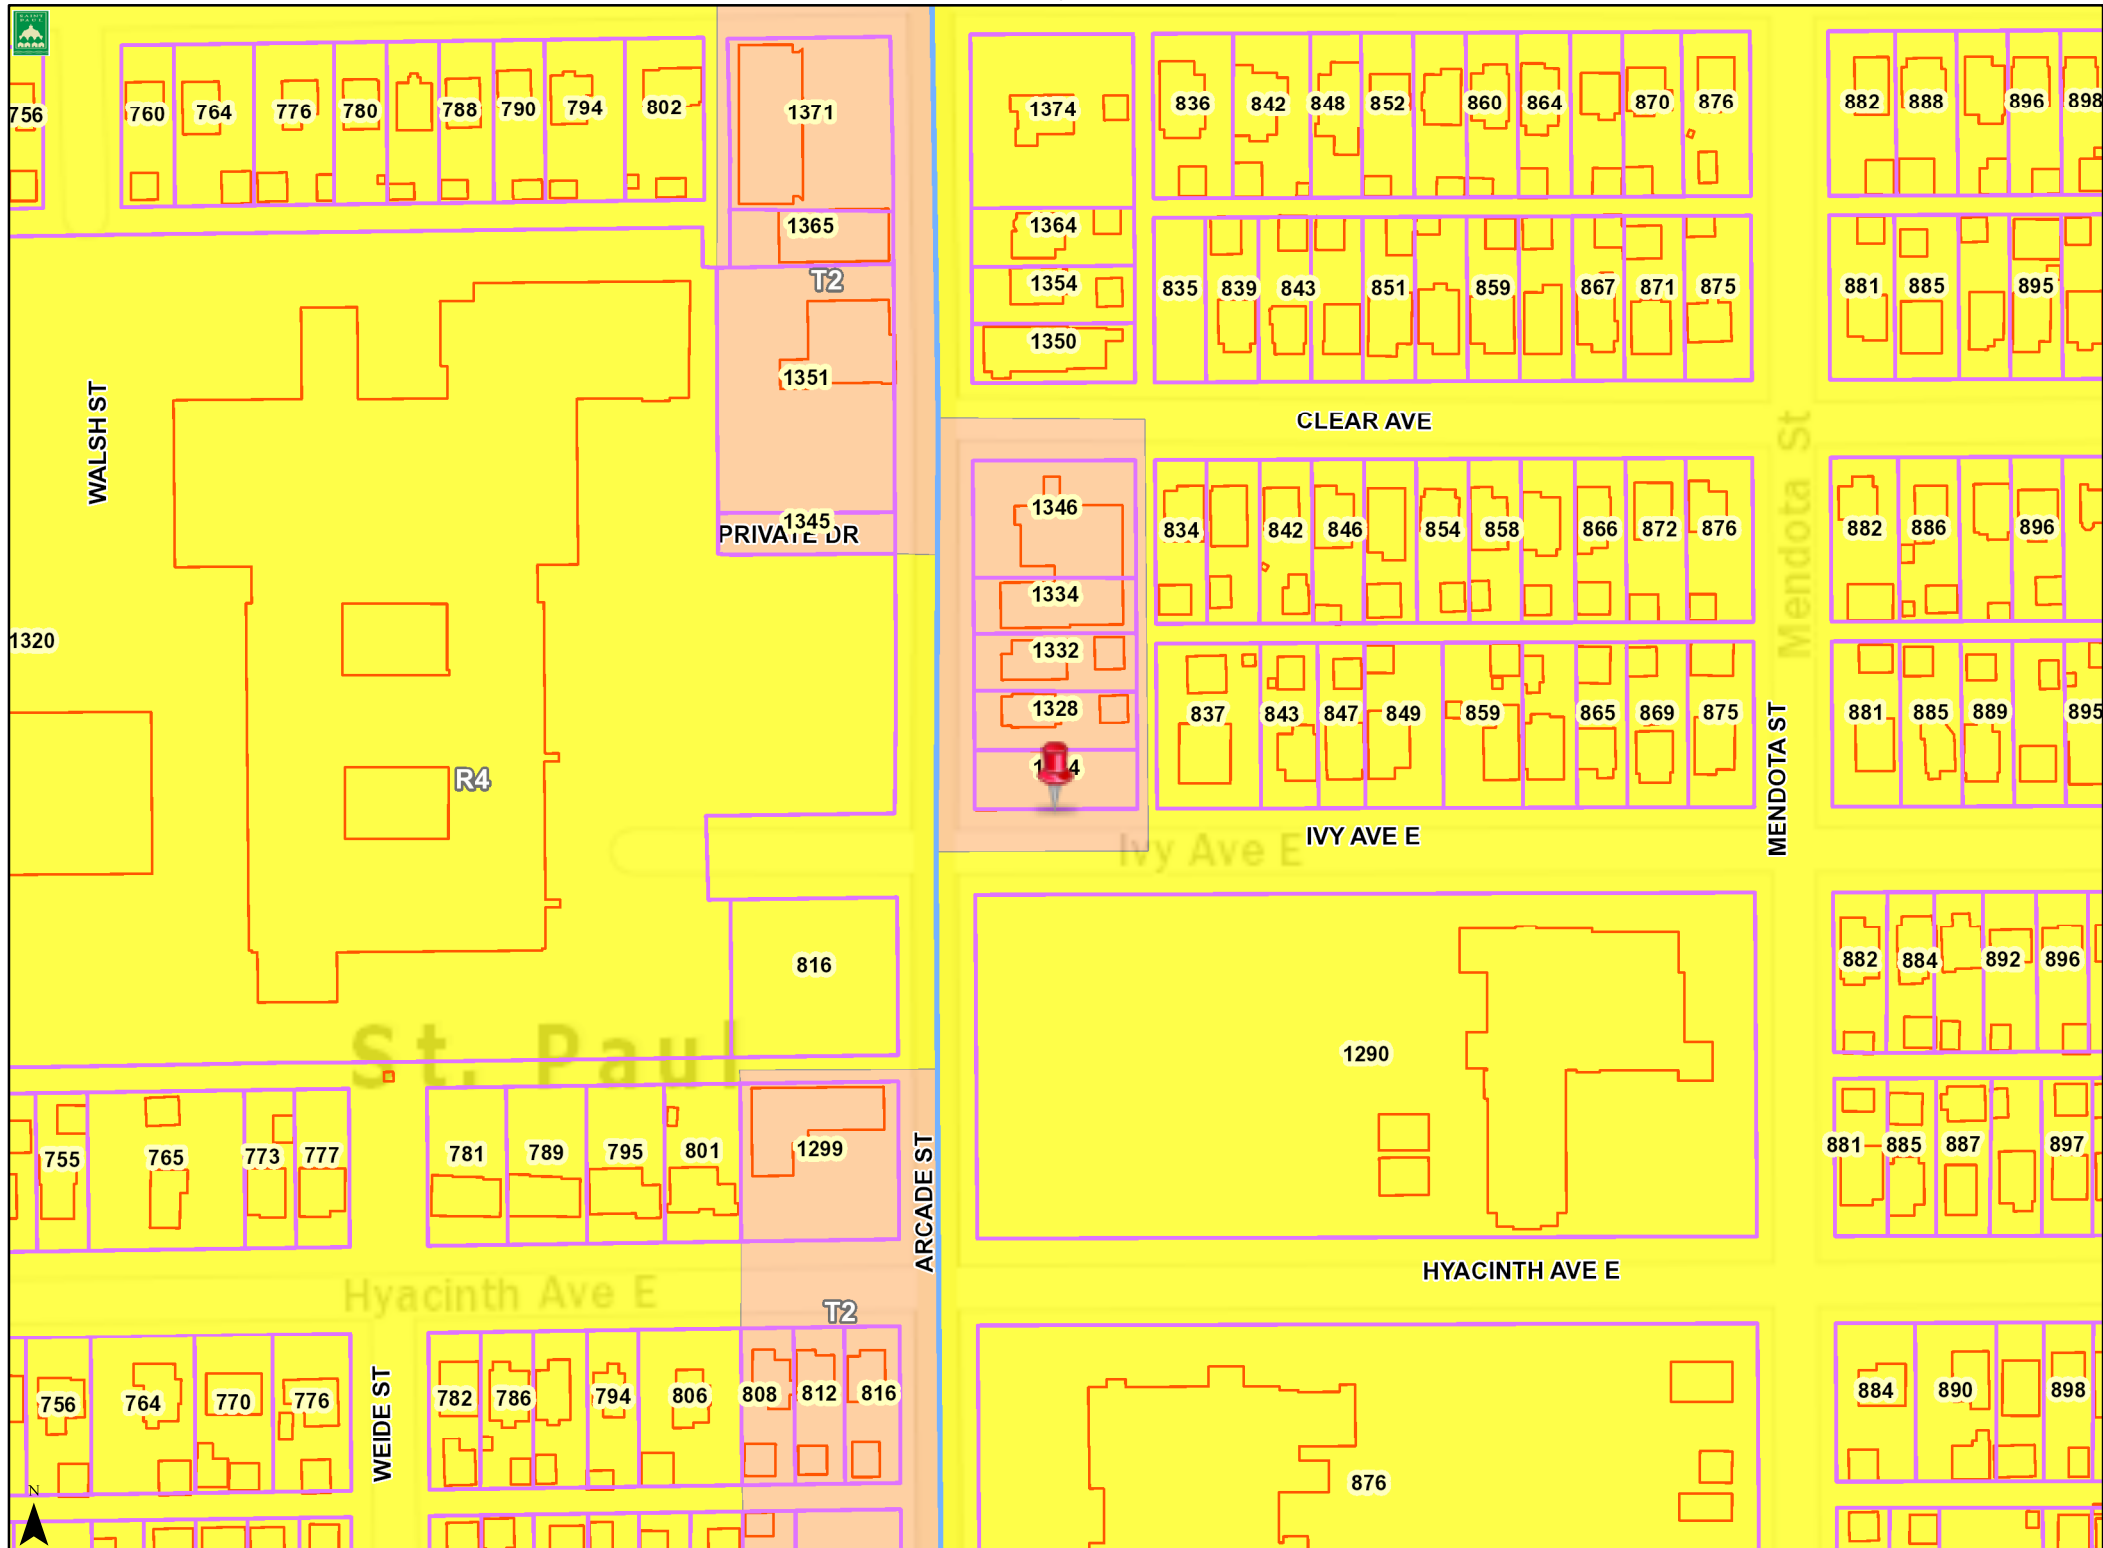 SAINT PAUL
756 760 764 776 780 788 790 794 802 1371 1374 836 842 848 852 860 864 870 876 882 888 896 898
1365 1364
T2
1354 835 839 843 851 859 867 871 875 881 885 895
1350
1351
WALSH ST
CLEAR AVE
Mendota St
1346
1345
PRIVATE DR
834 842 846 854 858 866 872 876 882 886 896
1334
1320
1332
1328 837 843 847 849 859 865 869 875 881 885 889 895
MENDOTA ST
R4
IVY AVE E
Ivy Ave E
816
882 884 892 896
St. Paul
1290
755 765 773 777 781 789 795 801 1299
881 885 887 897
ARCADE ST
HYACINTH AVE E
Hyacinth Ave E
T2
WEIDE ST
756 764 770 776 782 786 794 806 808 812 816 884 890 898
876
N